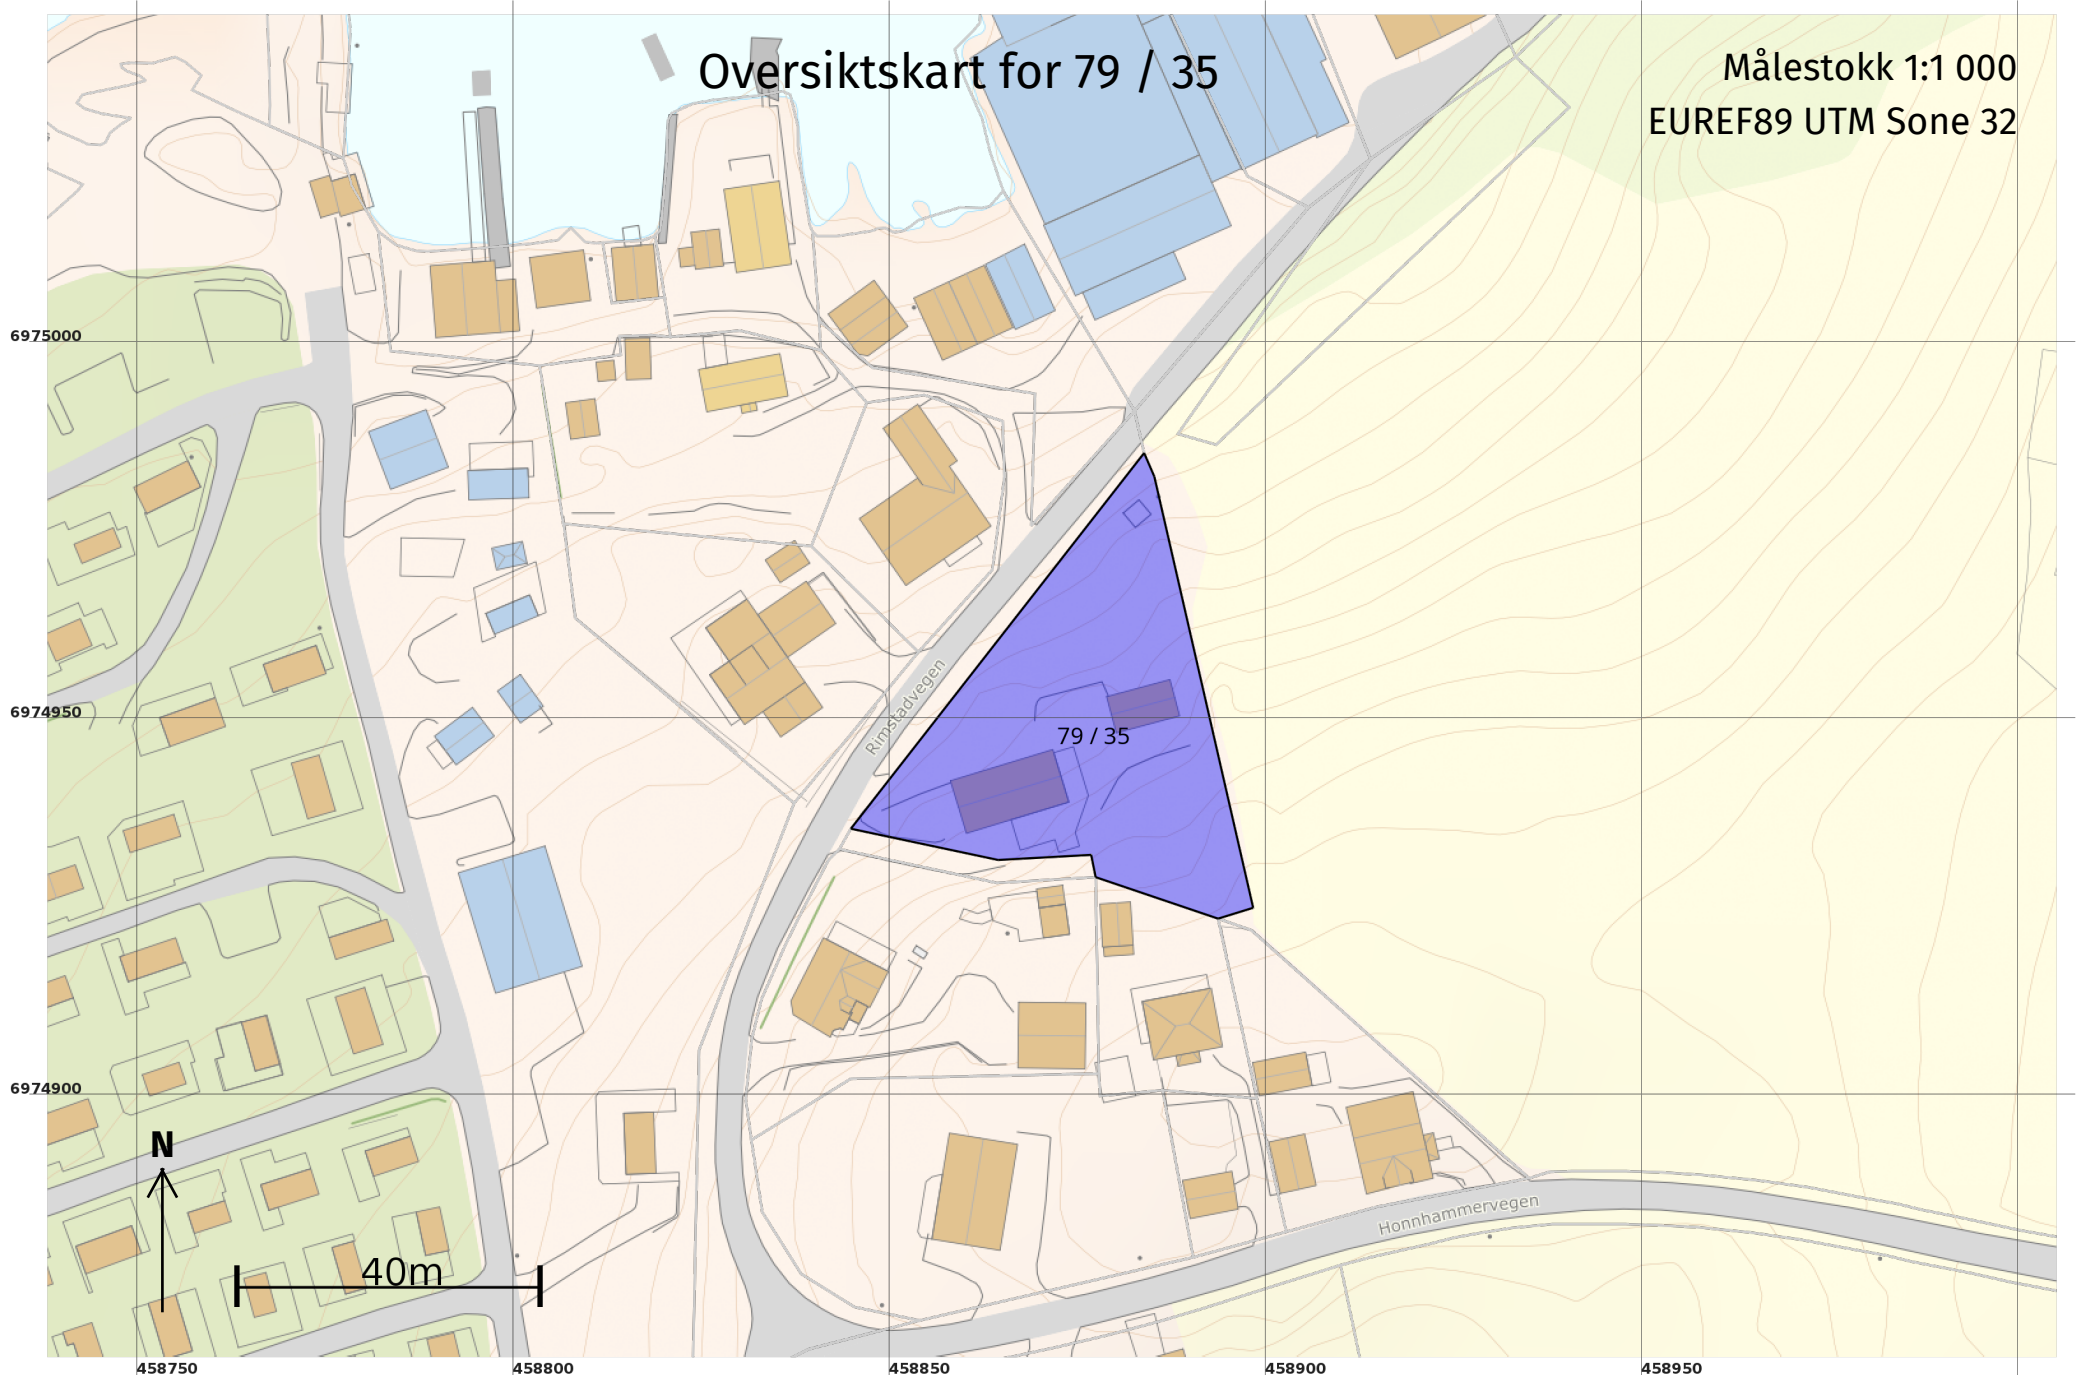 Oversiktskart for 79 / 35
Målestokk 1:1 000
EUREF89 UTM Sone 32
6975000
6974950
6974900
Rimstadvegen
79 / 35
Honnhammervegen
N
40m
458750
458800
458850
458900
458950